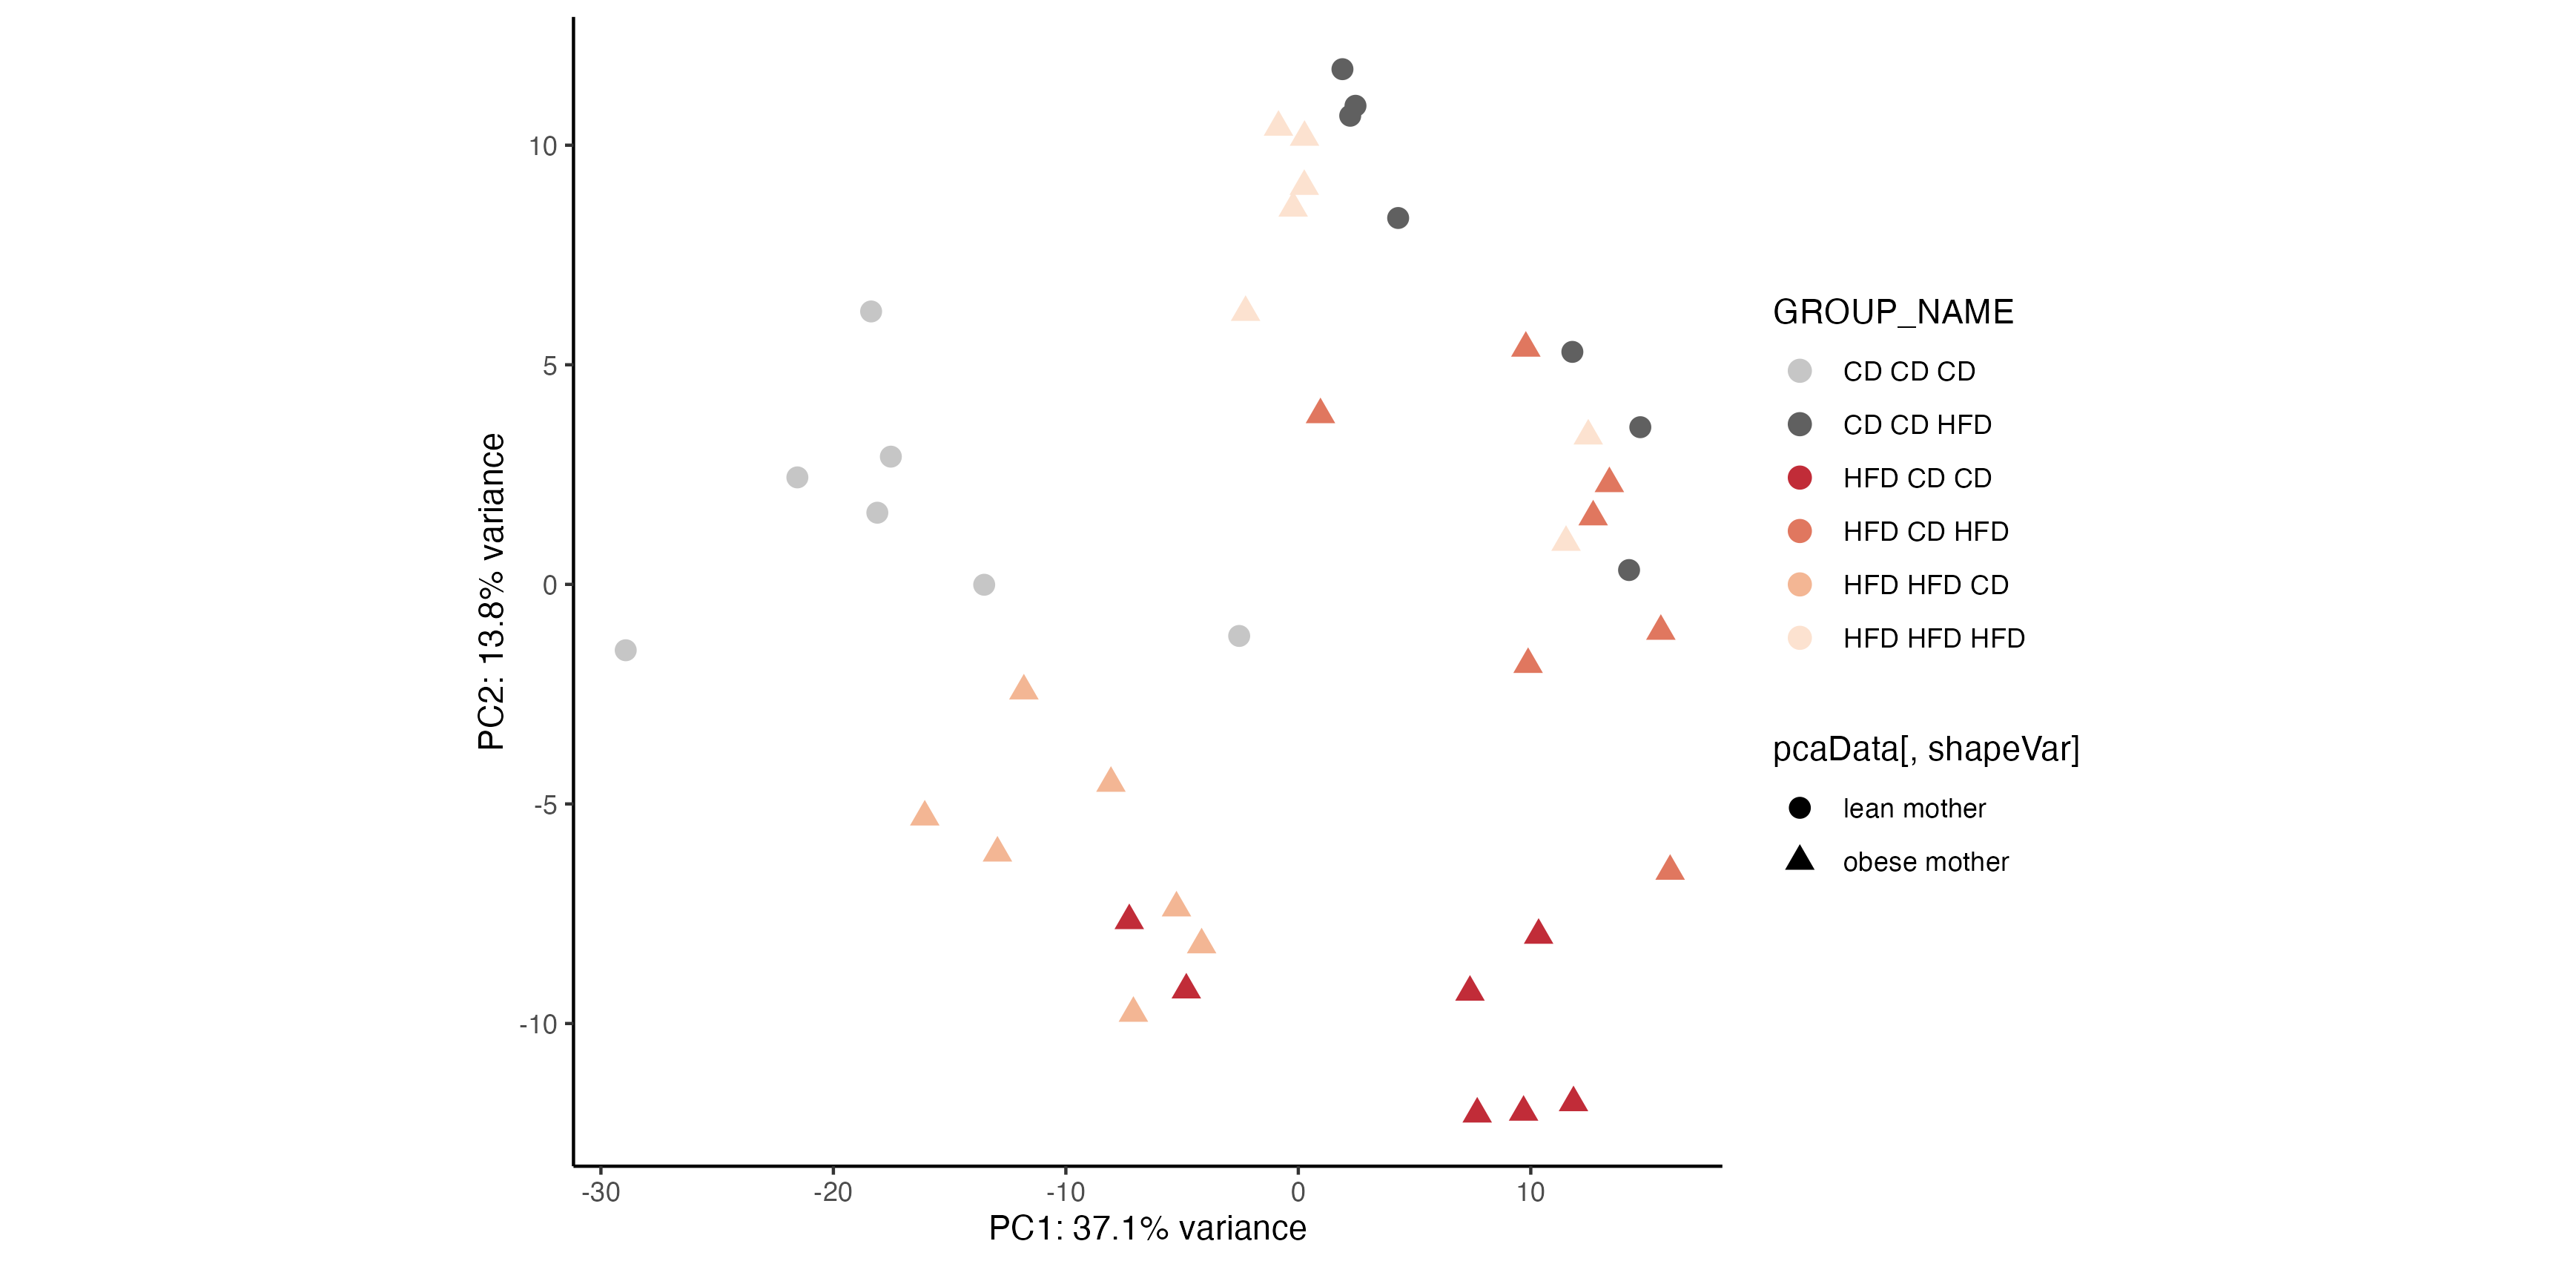 10
5
0
-5
-10
PC2: 13.8% variance
-30
-20
-10
0
10
PC1: 37.1% variance
GROUP_NAME
CD CD CD
CD CD HFD
HFD CD CD
HFD CD HFD
HFD HFD CD
HFD HFD HFD
pcaData[, shapeVar]
lean mother
obese mother